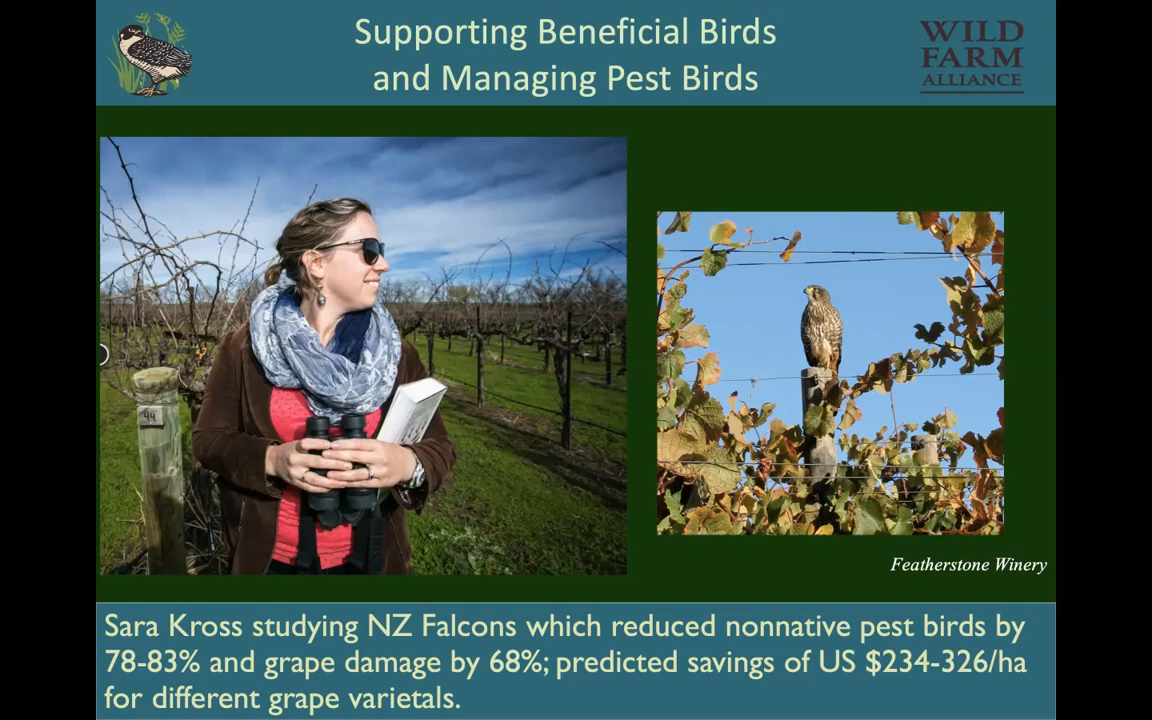 Supporting Beneficial Birds
and Managing Pest Birds
WILD
FARM
ALLIANCE
44
Featherstone Winery
Sara Kross studying NZ Falcons which reduced nonnative pest birds by
78-83% and grape damage by 68%; predicted savings of US $234-326/ha
for different grape varietals.